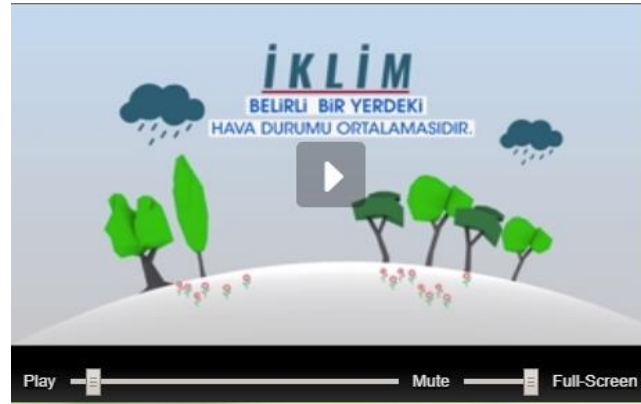 İKLİM
BELİRLİ BİR YERDEKİ
HAVA DURUMU ORTALAMASIDIR.
Play Mute Full-Screen